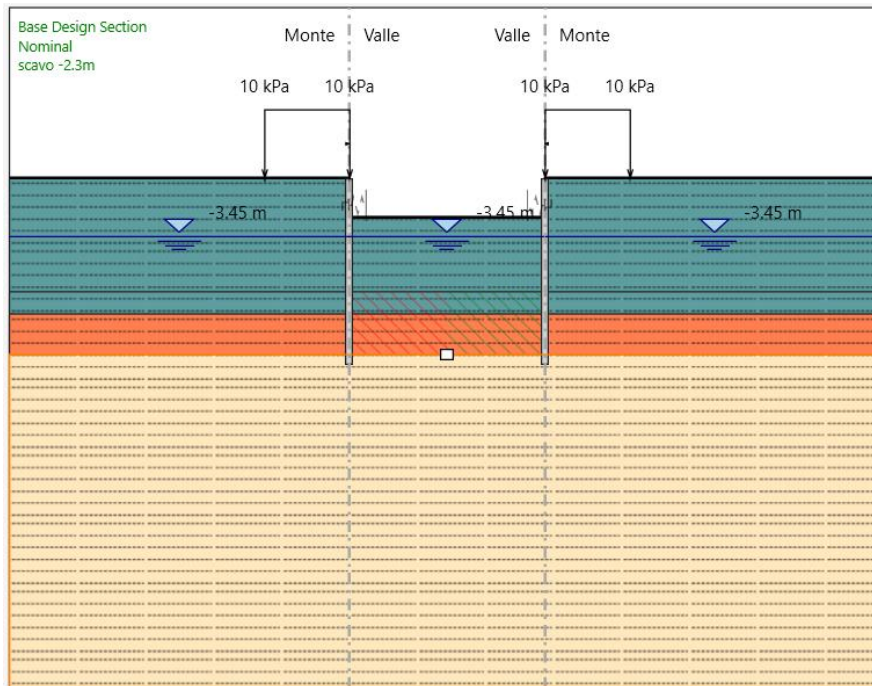 Base Design Section
Nominal
scavo -2.3m
Monte Valle Valle Monte
10 kPa 10 kPa 10 kPa 10 kPa
-3.45 m -3.45 m -3.45 m